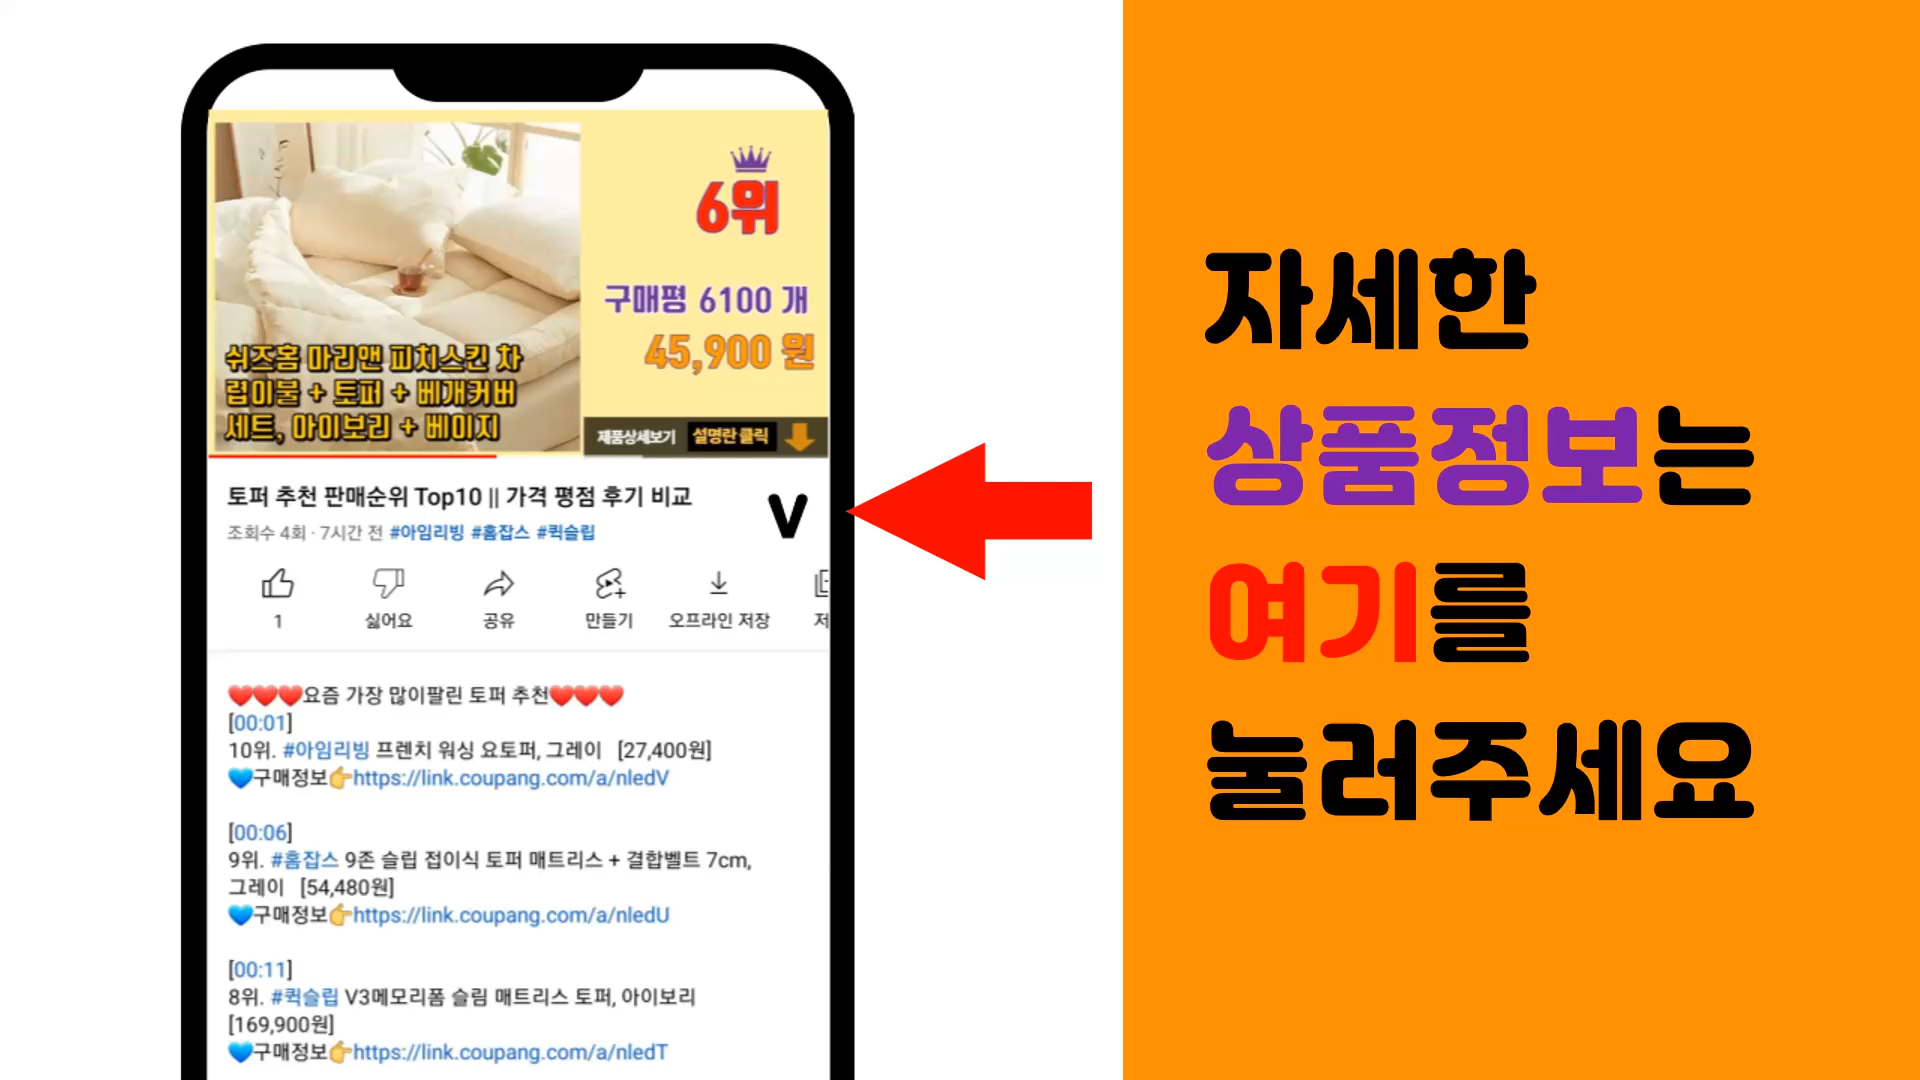 6위
구매평 6100 개
45,900 원
쉬즈홈 마리앤 피치스킨 차
렵이불 + 토퍼 + 베개커버
세트, 아이보리 + 베이지
제품상세보기 설명란 클릭
토퍼 추천 판매순위 Top10 || 가격 평점 후기 비교
V
조회수 4회 · 7시간 전 #아임리빙 #홈잡스 #퀵슬립
1 싫어요 공유 만들기 오프라인 저장 저
❤️❤️❤️요즘 가장 많이팔린 토퍼 추천❤️❤️❤️
[00:01]
10위. #아임리빙 프렌치 워싱 요토퍼, 그레이 [27,400원]
💙구매정보👉https://link.coupang.com/a/nledV
[00:06]
9위. #홈잡스 9존 슬립 접이식 토퍼 매트리스 + 결합벨트 7cm,
그레이 [54,480원]
💙구매정보👉https://link.coupang.com/a/nledU
[00:11]
8위. #퀵슬립 V3메모리폼 슬림 매트리스 토퍼, 아이보리
[169,900원]
💙구매정보👉https://link.coupang.com/a/nledT
자세한
상품정보는
여기를
눌러주세요